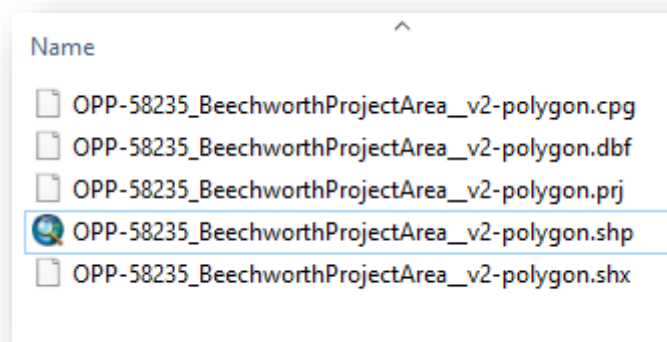 Name
OPP-58235_BeechworthProjectArea__v2-polygon.cpg
OPP-58235_BeechworthProjectArea__v2-polygon.dbf
OPP-58235_BeechworthProjectArea__v2-polygon.prj
OPP-58235_BeechworthProjectArea__v2-polygon.shp
OPP-58235_BeechworthProjectArea__v2-polygon.shx